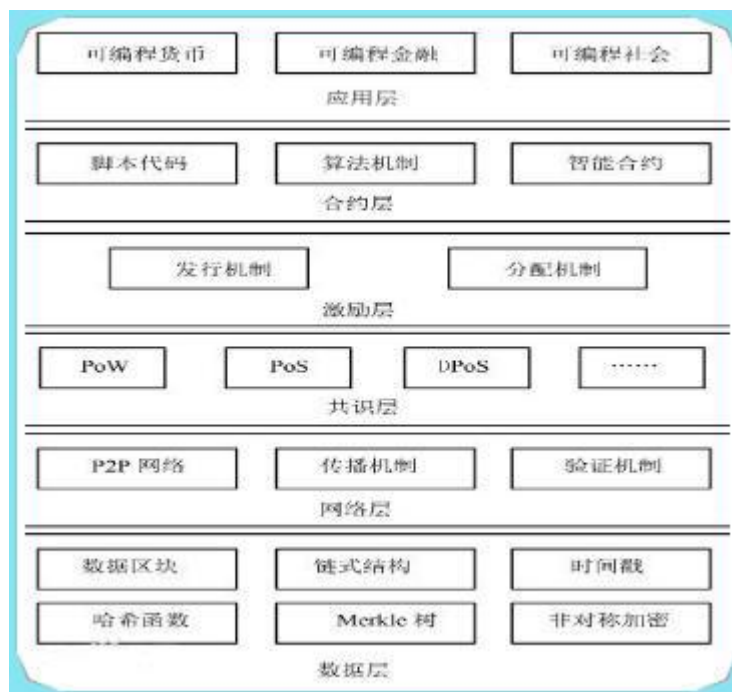 可编程货币 可编程金融 可编程社会
应用层
脚本代码 算法机制 智能合约
合约层
发行机制 分配机制
激励层
PoW PoS DPoS ……
共识层
P2P 网络 传播机制 验证机制
网络层
数据区块 链式结构 时间戳
哈希函数 Merkle 树 非对称加密
数据层